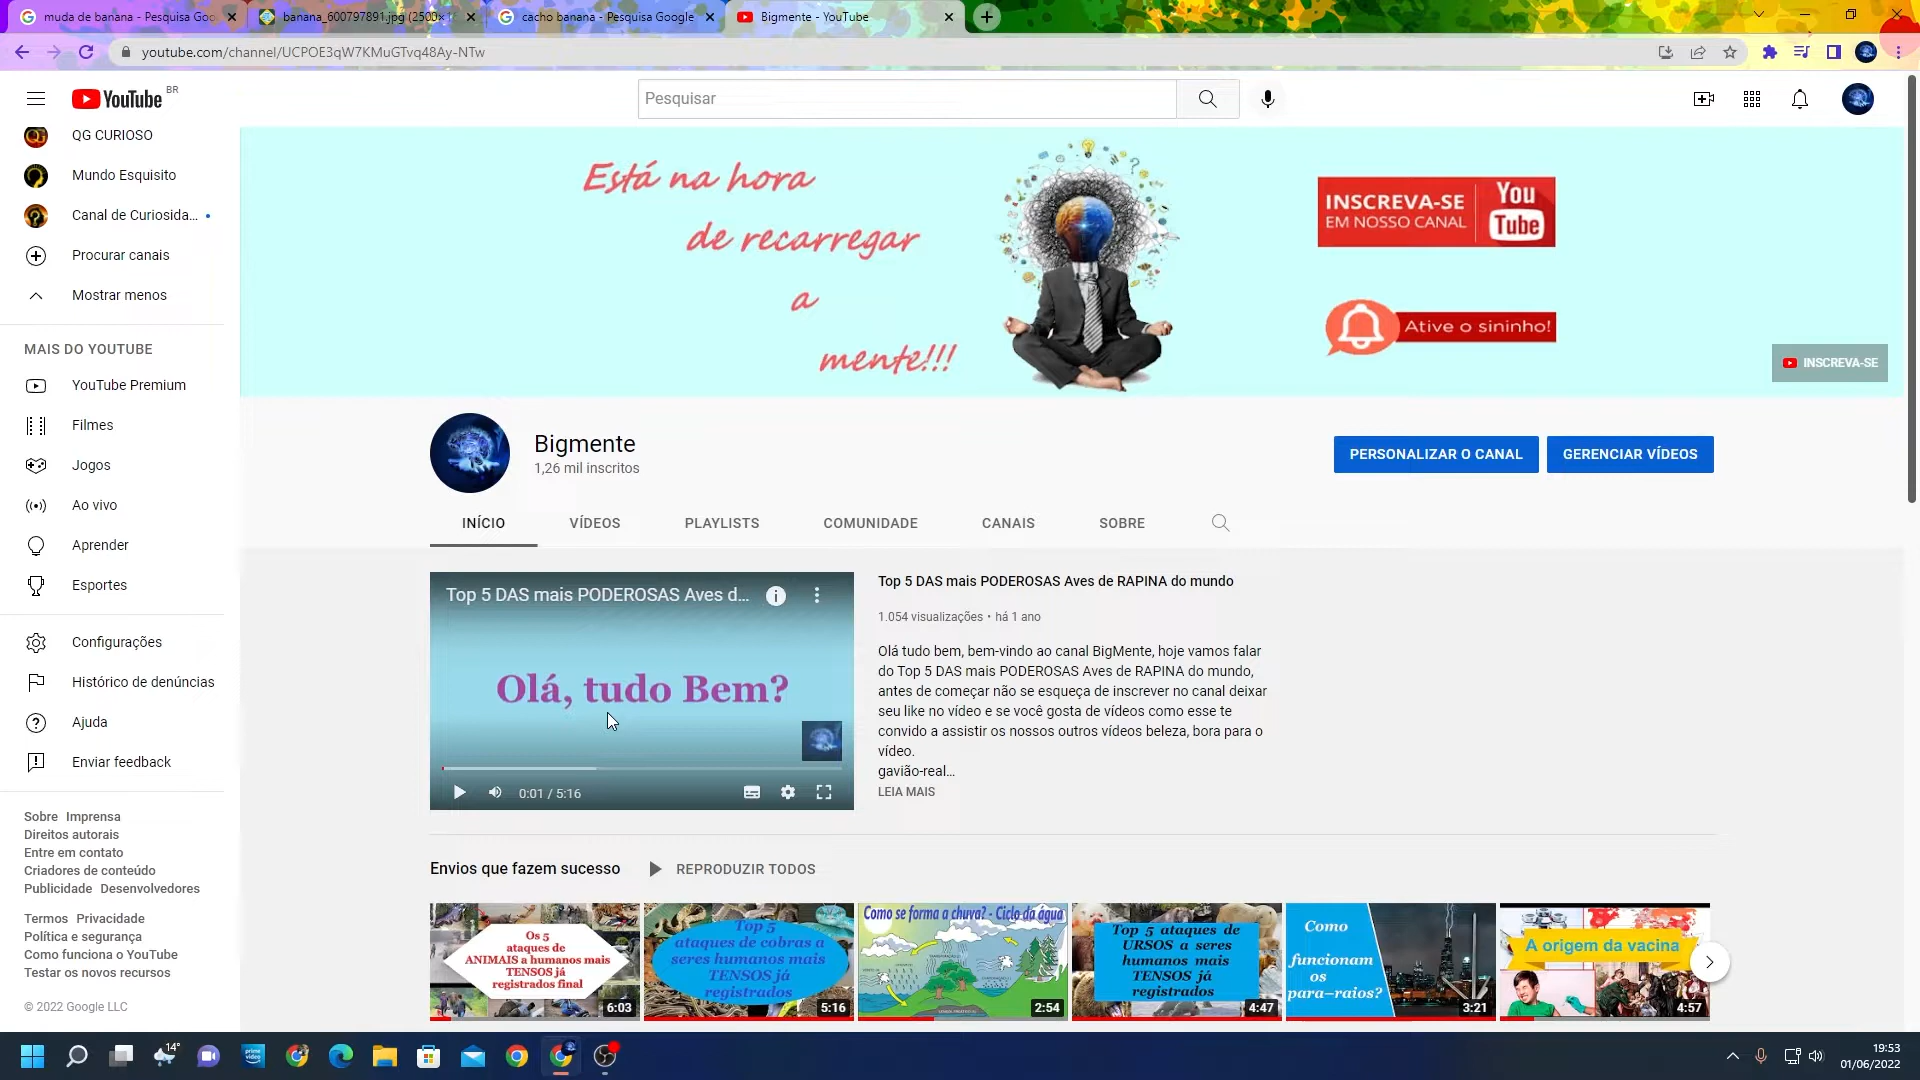 muda de banana - Pesquisa Goo
banana_600797891.jpg (2500×1
cacho banana - Pesquisa Google
Bigmente - YouTube
youtube.com/channel/UCPOE3qW7KMuGTvq48Ay-NTw
YouTube BR
Pesquisar
QG CURIOSO
Mundo Esquisito
Canal de Curiosida...
Procurar canais
Mostrar menos
MAIS DO YOUTUBE
YouTube Premium
Filmes
Jogos
Ao vivo
Aprender
Esportes
Configurações
Histórico de denúncias
Ajuda
Enviar feedback
Sobre Imprensa
Direitos autorais
Entre em contato
Criadores de conteúdo
Publicidade Desenvolvedores
Termos Privacidade
Política e segurança
Como funciona o YouTube
Testar os novos recursos
© 2022 Google LLC
Está na hora
de recarregar
a
mente!!!
INSCREVA-SE
EM NOSSO CANAL
You
Tube
Ative o sininho!
INSCREVA-SE
Bigmente
1,26 mil inscritos
PERSONALIZAR O CANAL
GERENCIAR VÍDEOS
INÍCIO
VÍDEOS
PLAYLISTS
COMUNIDADE
CANAIS
SOBRE
Top 5 DAS mais PODEROSAS Aves d...
Olá, tudo Bem?
0:01 / 5:16
Top 5 DAS mais PODEROSAS Aves de RAPINA do mundo
1.054 visualizações • há 1 ano
Olá tudo bem, bem-vindo ao canal BigMente, hoje vamos falar
do Top 5 DAS mais PODEROSAS Aves de RAPINA do mundo,
antes de começar não se esqueça de inscrever no canal deixar
seu like no vídeo e se você gosta de vídeos como esse te
convido a assistir os nossos outros vídeos beleza, bora para o
vídeo.
gavião-real...
LEIA MAIS
Envios que fazem sucesso
REPRODUZIR TODOS
Os 5
ataques de
ANIMAIS a humanos mais
TENSOS já
registrados final
6:03
Top 5
ataques de cobras a
seres humanos mais
TENSOS já
registrados
5:16
Como se forma a chuva? - Ciclo da água
2:54
Top 5 ataques de
URSOS a seres
humanos mais
TENSOS já
registrados
4:47
Como
funcionam
os
para-raios?
3:21
A origem da vacina
4:57
14°
prime
video
19:53
01/06/2022